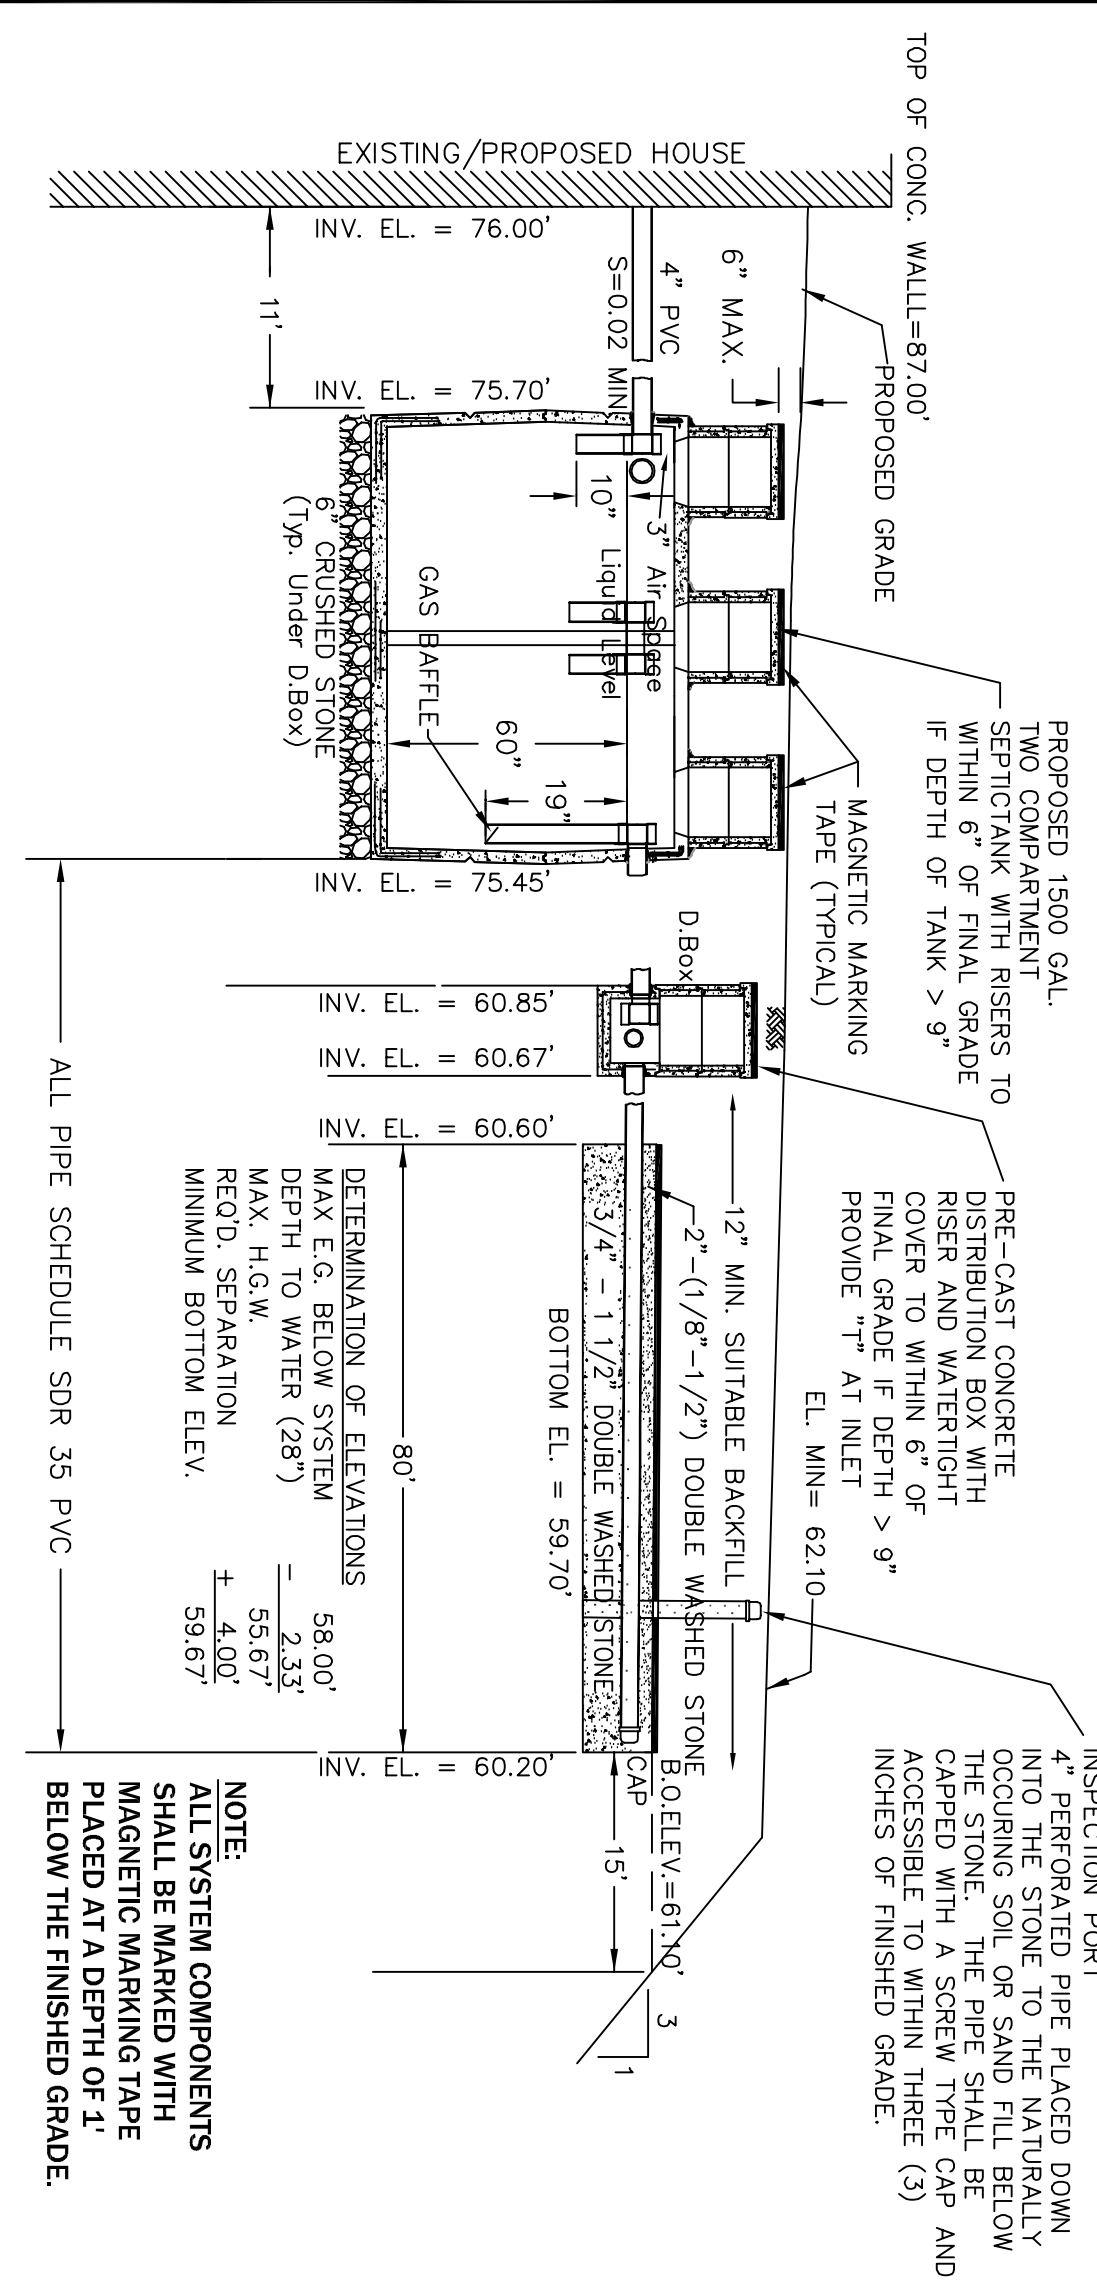 TOP OF CONC. WALLL=87.00'
EXISTING/PROPOSED HOUSE
PROPOSED GRADE
6" MAX.
4" PVC
S=0.02 MIN
INV. EL. = 76.00'
11'
INV. EL. = 75.70'
3" Air Space
10"
Liquid Level
GAS BAFFLE
60"
19"
6" CRUSHED STONE
(Typ. Under D.Box)
INV. EL. = 75.45'
PROPOSED 1500 GAL.
TWO COMPARTMENT
SEPTICTANK WITH RISERS TO
WITHIN 6" OF FINAL GRADE
IF DEPTH OF TANK > 9"
MAGNETIC MARKING
TAPE (TYPICAL)
D.Box
INV. EL. = 60.85'
INV. EL. = 60.67'
INV. EL. = 60.60'
PRE-CAST CONCRETE
DISTRIBUTION BOX WITH
RISER AND WATERTIGHT
COVER TO WITHIN 6" OF
FINAL GRADE IF DEPTH > 9"
PROVIDE "T" AT INLET
EL. MIN= 62.10
12" MIN. SUITABLE BACKFILL
2"-(1/8"-1/2") DOUBLE WASHED STONE
3/4" - 1 1/2" DOUBLE WASHED STONE
BOTTOM EL. = 59.70'
80'
DETERMINATION OF ELEVATIONS
MAX E.G. BELOW SYSTEM 58.00'
DEPTH TO WATER (28") - 2.33'
MAX. H.G.W. 55.67'
REQ'D. SEPARATION + 4.00'
MINIMUM BOTTOM ELEV. 59.67'
ALL PIPE SCHEDULE SDR 35 PVC
INSPECTION PORT
4" PERFORATED PIPE PLACED DOWN
INTO THE STONE TO THE NATURALLY
OCCURING SOIL OR SAND FILL BELOW
THE STONE. THE PIPE SHALL BE
CAPPED WITH A SCREW TYPE CAP AND
ACCESSIBLE TO WITHIN THREE (3)
INCHES OF FINISHED GRADE.
B.O.ELEV.=61.10'
CAP
INV. EL. = 60.20'
15'
3
1
NOTE:
ALL SYSTEM COMPONENTS
SHALL BE MARKED WITH
MAGNETIC MARKING TAPE
PLACED AT A DEPTH OF 1'
BELOW THE FINISHED GRADE.